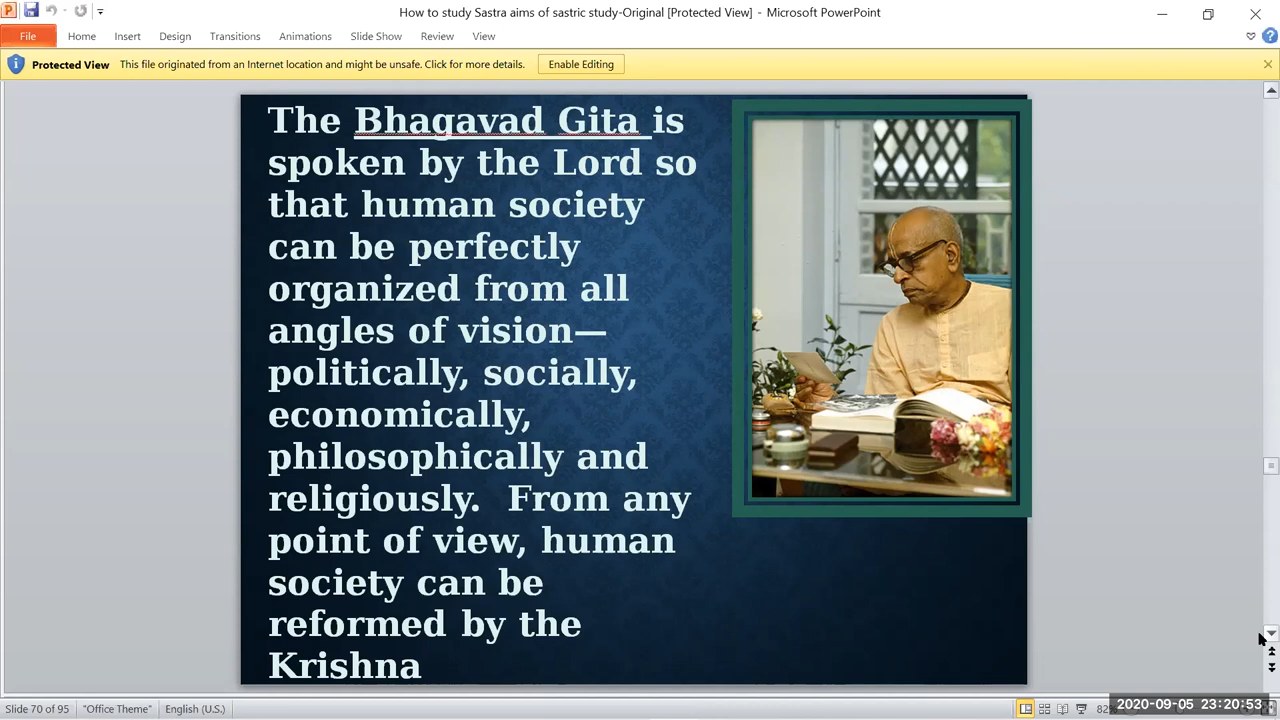 How to study Sastra aims of sastric study-Original [Protected View] - Microsoft PowerPoint
File Home Insert Design Transitions Animations Slide Show Review View
Protected View This file originated from an Internet location and might be unsafe. Click for more details. Enable Editing
The Bhagavad Gita is
spoken by the Lord so
that human society
can be perfectly
organized from all
angles of vision—
politically, socially,
economically,
philosophically and
religiously.  From any
point of view, human
society can be
reformed by the
Krishna
Slide 70 of 95 "Office Theme" English (U.S.) 82%
2020-09-05 23:20:53